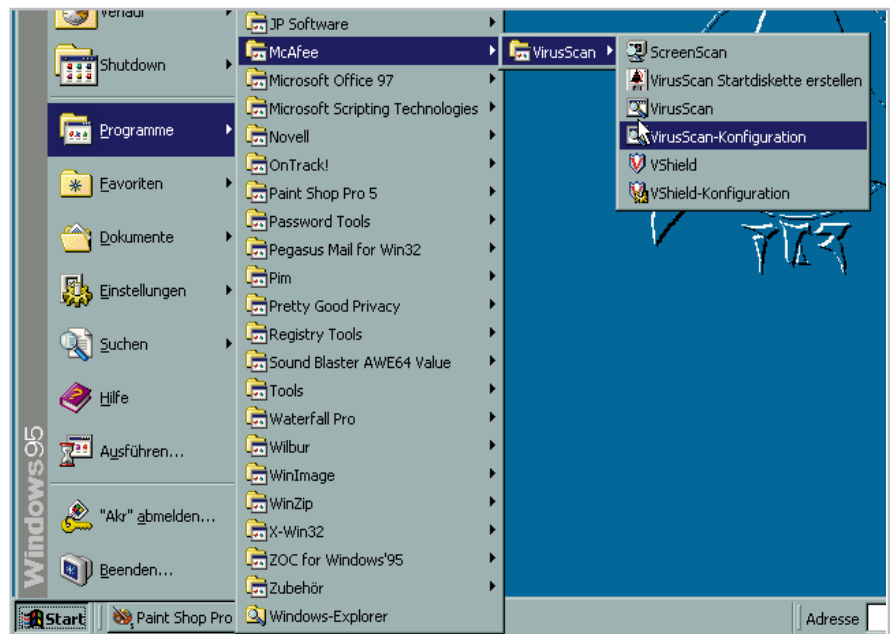 Verlauf
Shutdown
Programme
Favoriten
Dokumente
Einstellungen
Suchen
Hilfe
Ausführen...
"Akr" abmelden...
Beenden...
Windows95
JP Software
McAfee
Microsoft Office 97
Microsoft Scripting Technologies
Novell
OnTrack!
Paint Shop Pro 5
Password Tools
Pegasus Mail for Win32
Pim
Pretty Good Privacy
Registry Tools
Sound Blaster AWE64 Value
Tools
Waterfall Pro
Wilbur
WinImage
WinZip
X-Win32
ZOC for Windows'95
Zubehör
Windows-Explorer
VirusScan
ScreenScan
VirusScan Startdiskette erstellen
VirusScan
VirusScan-Konfiguration
VShield
VShield-Konfiguration
Start
Paint Shop Pro
Adresse